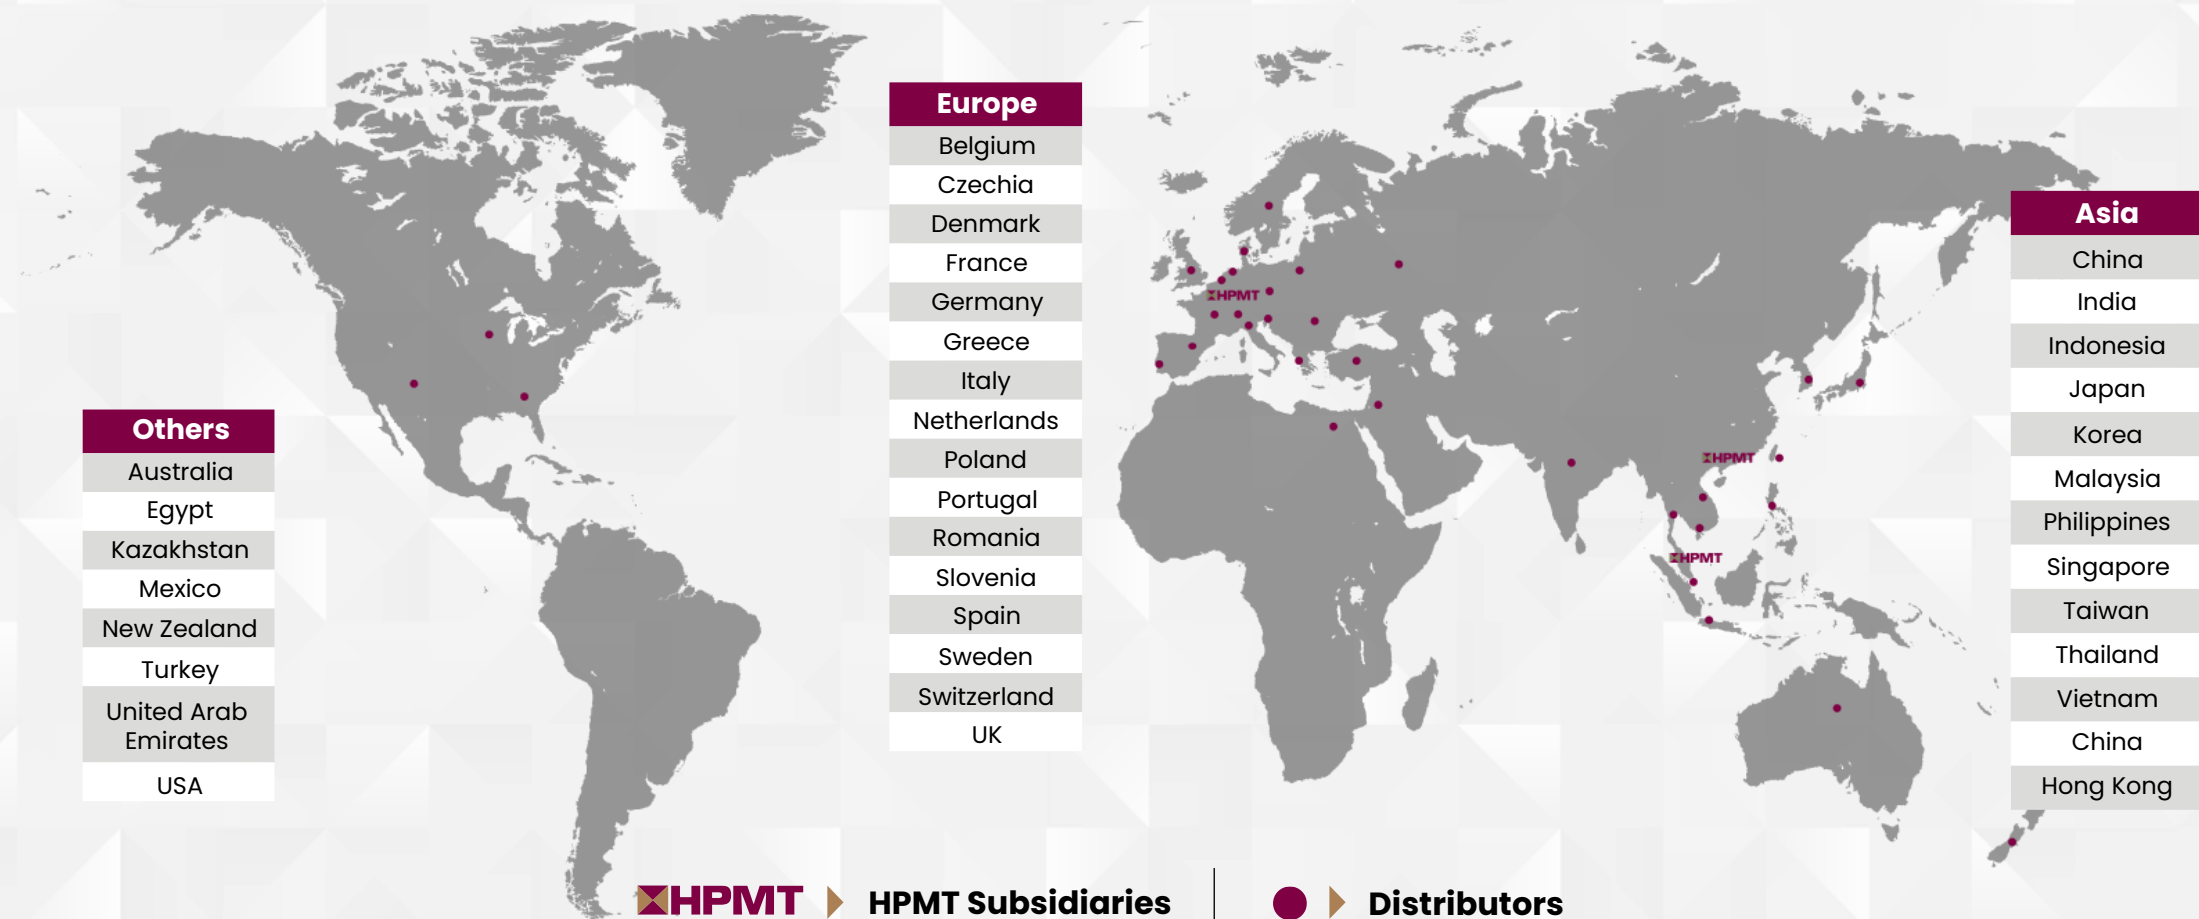 Europe
Belgium
Czechia
Denmark
France
Germany
Greece
Italy
Netherlands
Poland
Portugal
Romania
Slovenia
Spain
Sweden
Switzerland
UK
Asia
China
India
Indonesia
Japan
Korea
Malaysia
Philippines
Singapore
Taiwan
Thailand
Vietnam
China
Hong Kong
Others
Australia
Egypt
Kazakhstan
Mexico
New Zealand
Turkey
United Arab
Emirates
USA
HPMT
HPMT
HPMT
HPMT HPMT Subsidiaries
Distributors